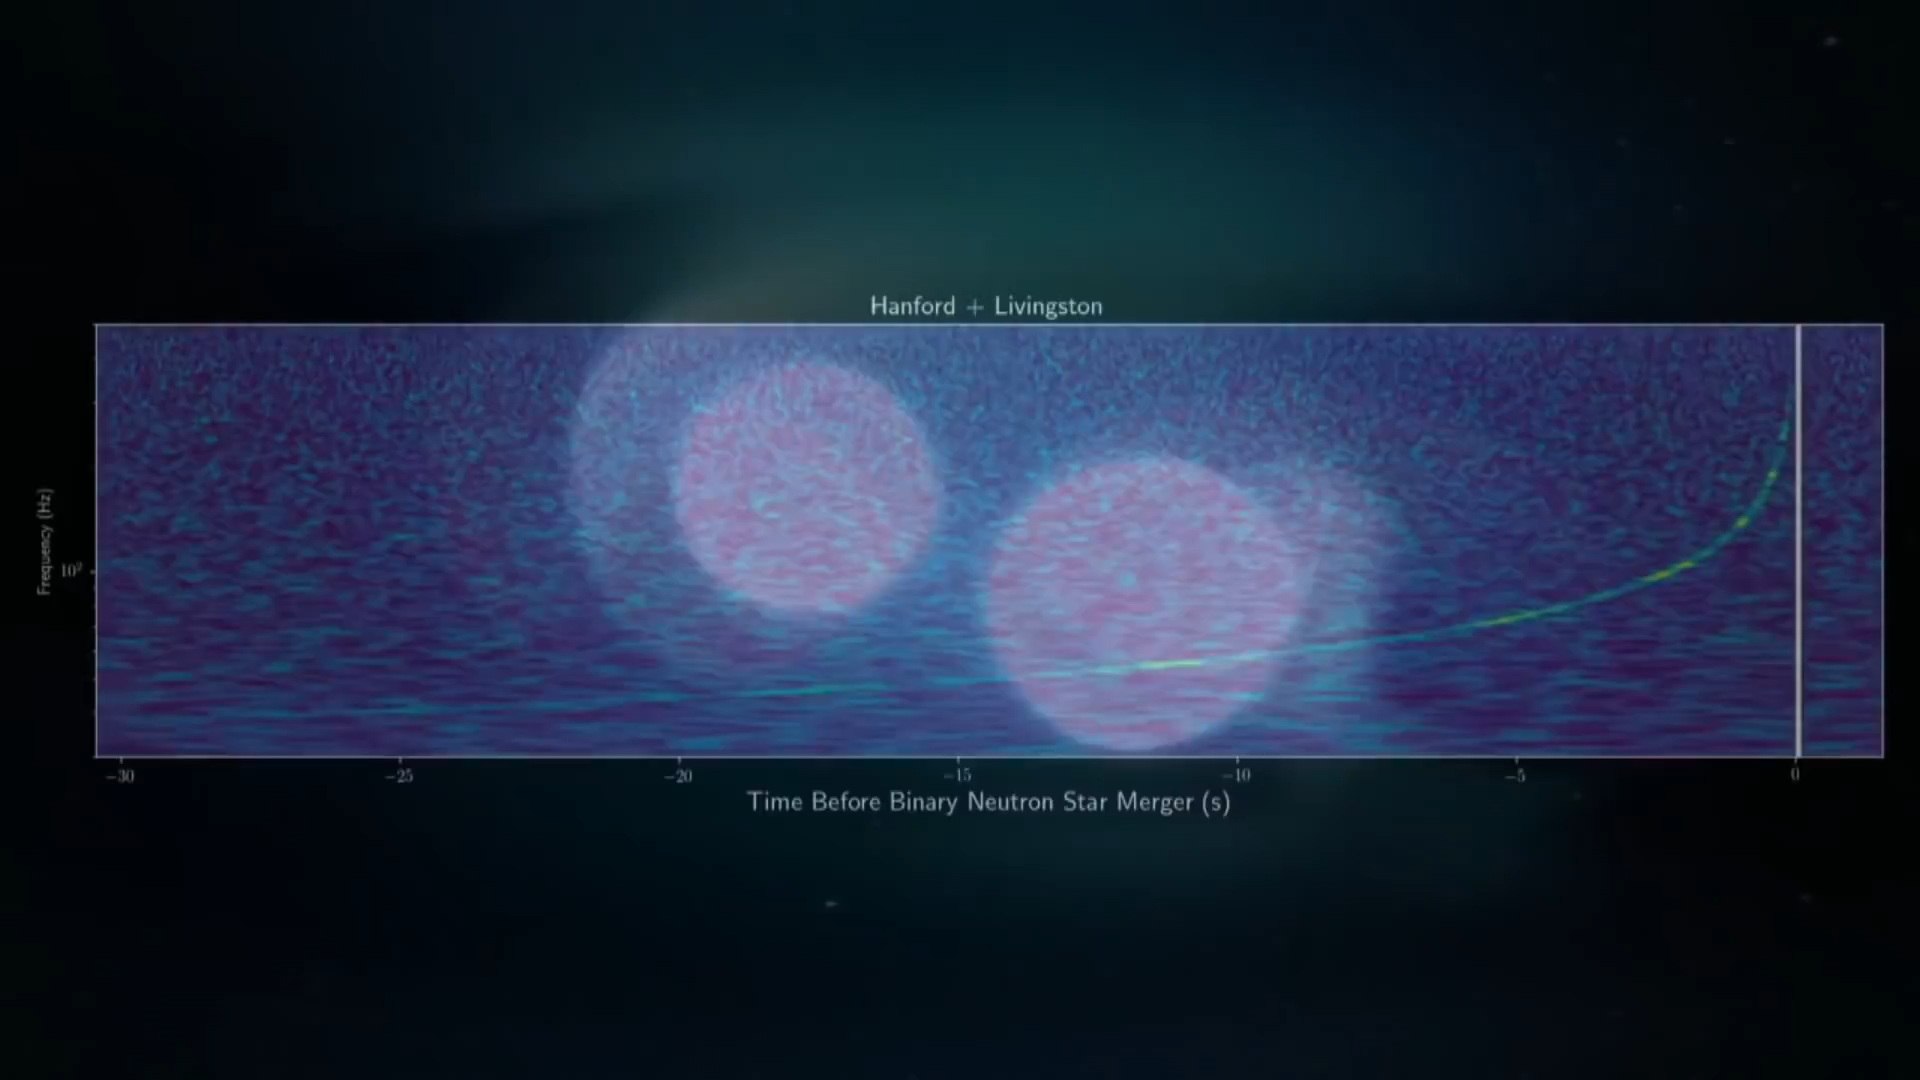 Hanford + Livingston
Frequency (Hz)
10²
−30 −25 −20 −15 −10 −5 0
Time Before Binary Neutron Star Merger (s)